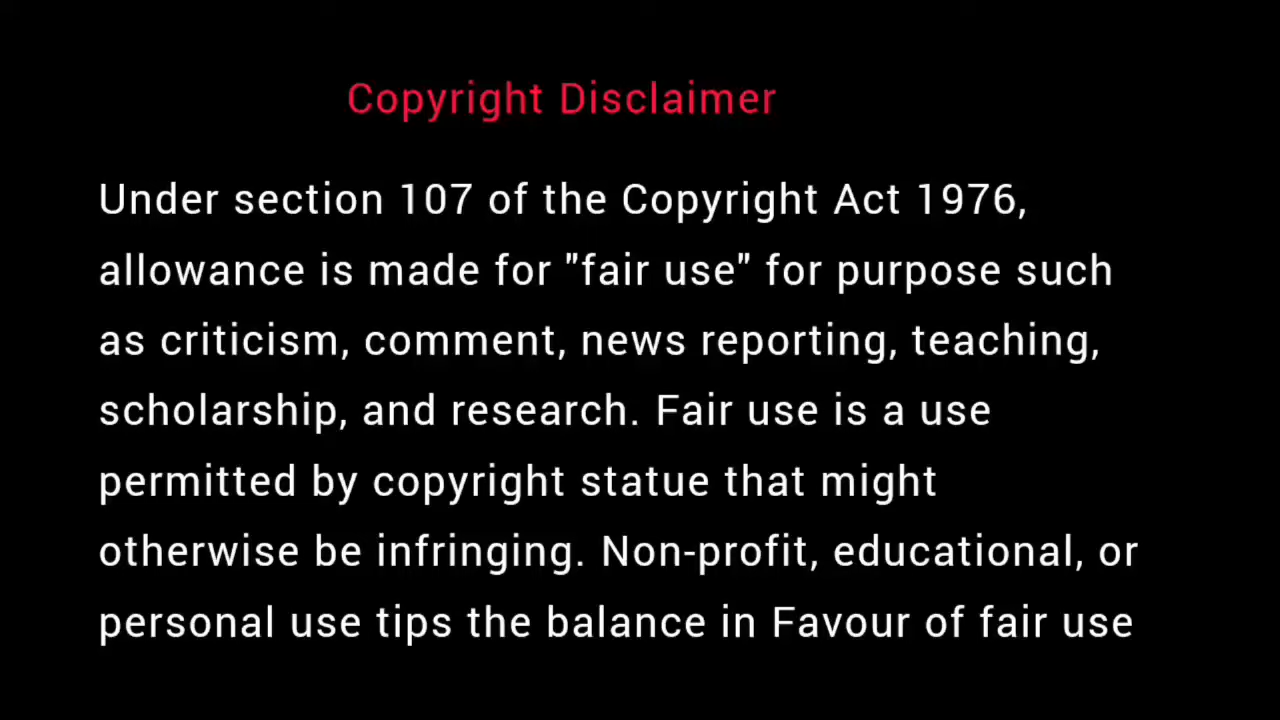 Copyright Disclaimer
Under section 107 of the Copyright Act 1976,
allowance is made for "fair use" for purpose such
as criticism, comment, news reporting, teaching,
scholarship, and research. Fair use is a use
permitted by copyright statue that might
otherwise be infringing. Non-profit, educational, or
personal use tips the balance in Favour of fair use